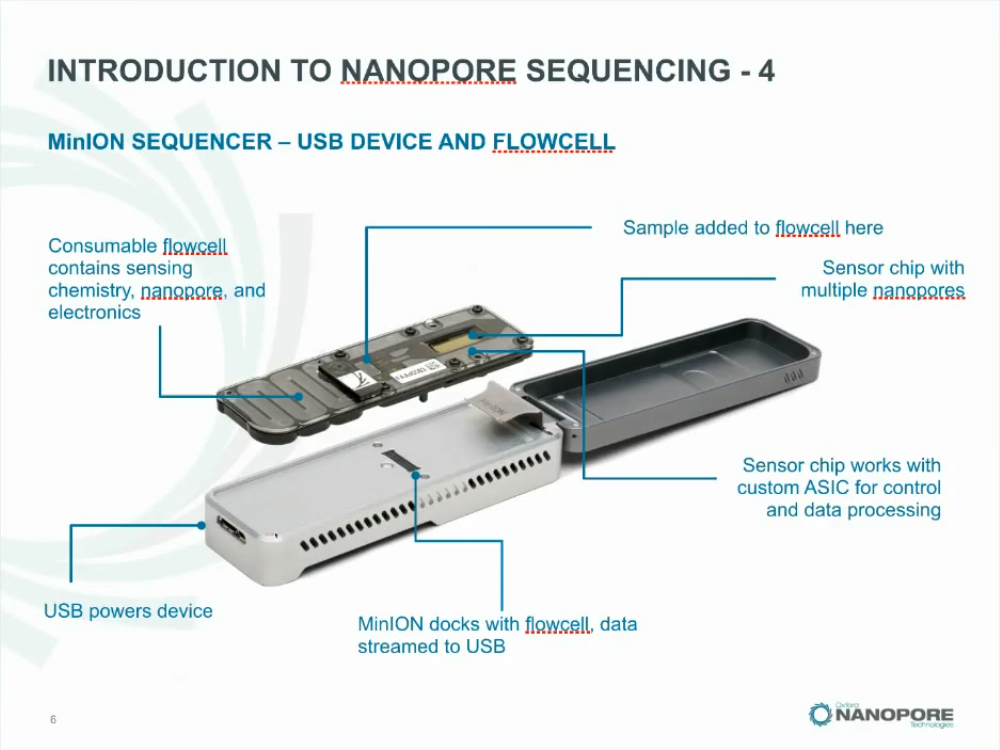 INTRODUCTION TO NANOPORE SEQUENCING - 4
MinION SEQUENCER – USB DEVICE AND FLOWCELL
Sample added to flowcell here
Consumable flowcell
contains sensing
chemistry, nanopore, and
electronics
Sensor chip with
multiple nanopores
Sensor chip works with
custom ASIC for control
and data processing
USB powers device
MinION docks with flowcell, data
streamed to USB
6
Oxford
NANOPORE
Technologies